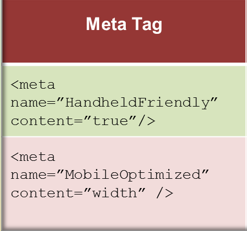 Meta Tag
<meta
name=”HandheldFriendly”
content=”true”/>
<meta
name=”MobileOptimized”
content=”width” />